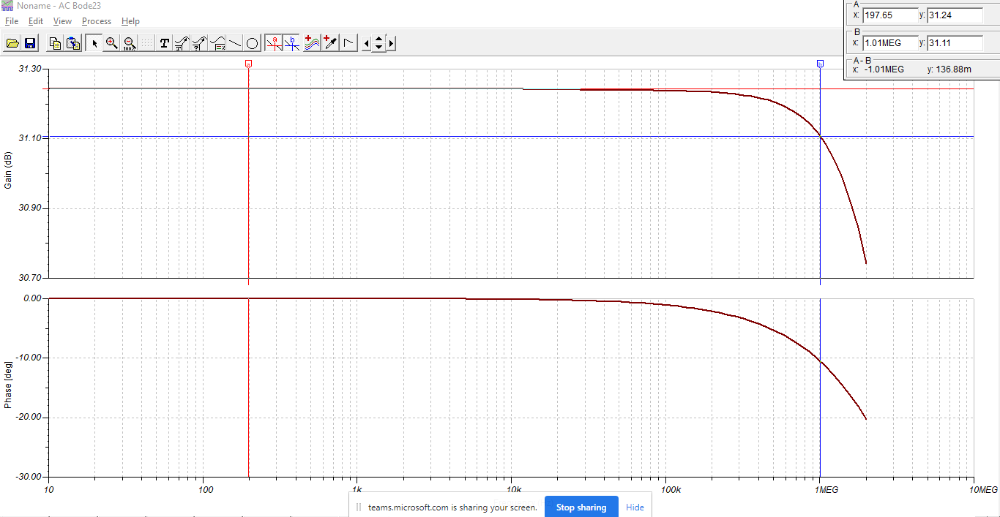 Noname - AC Bode23
File Edit View Process Help
A
x: 197.65 y: 31.24
B
x: 1.01MEG y: 31.11
A - B
x: -1.01MEG y: 136.88m
T
100%
a b
a b
31.30
31.10
30.90
30.70
Gain (dB)
0.00
-10.00
-20.00
-30.00
Phase [deg]
10 100 1k 10k 100k 1MEG 10MEG
teams.microsoft.com is sharing your screen. Stop sharing Hide